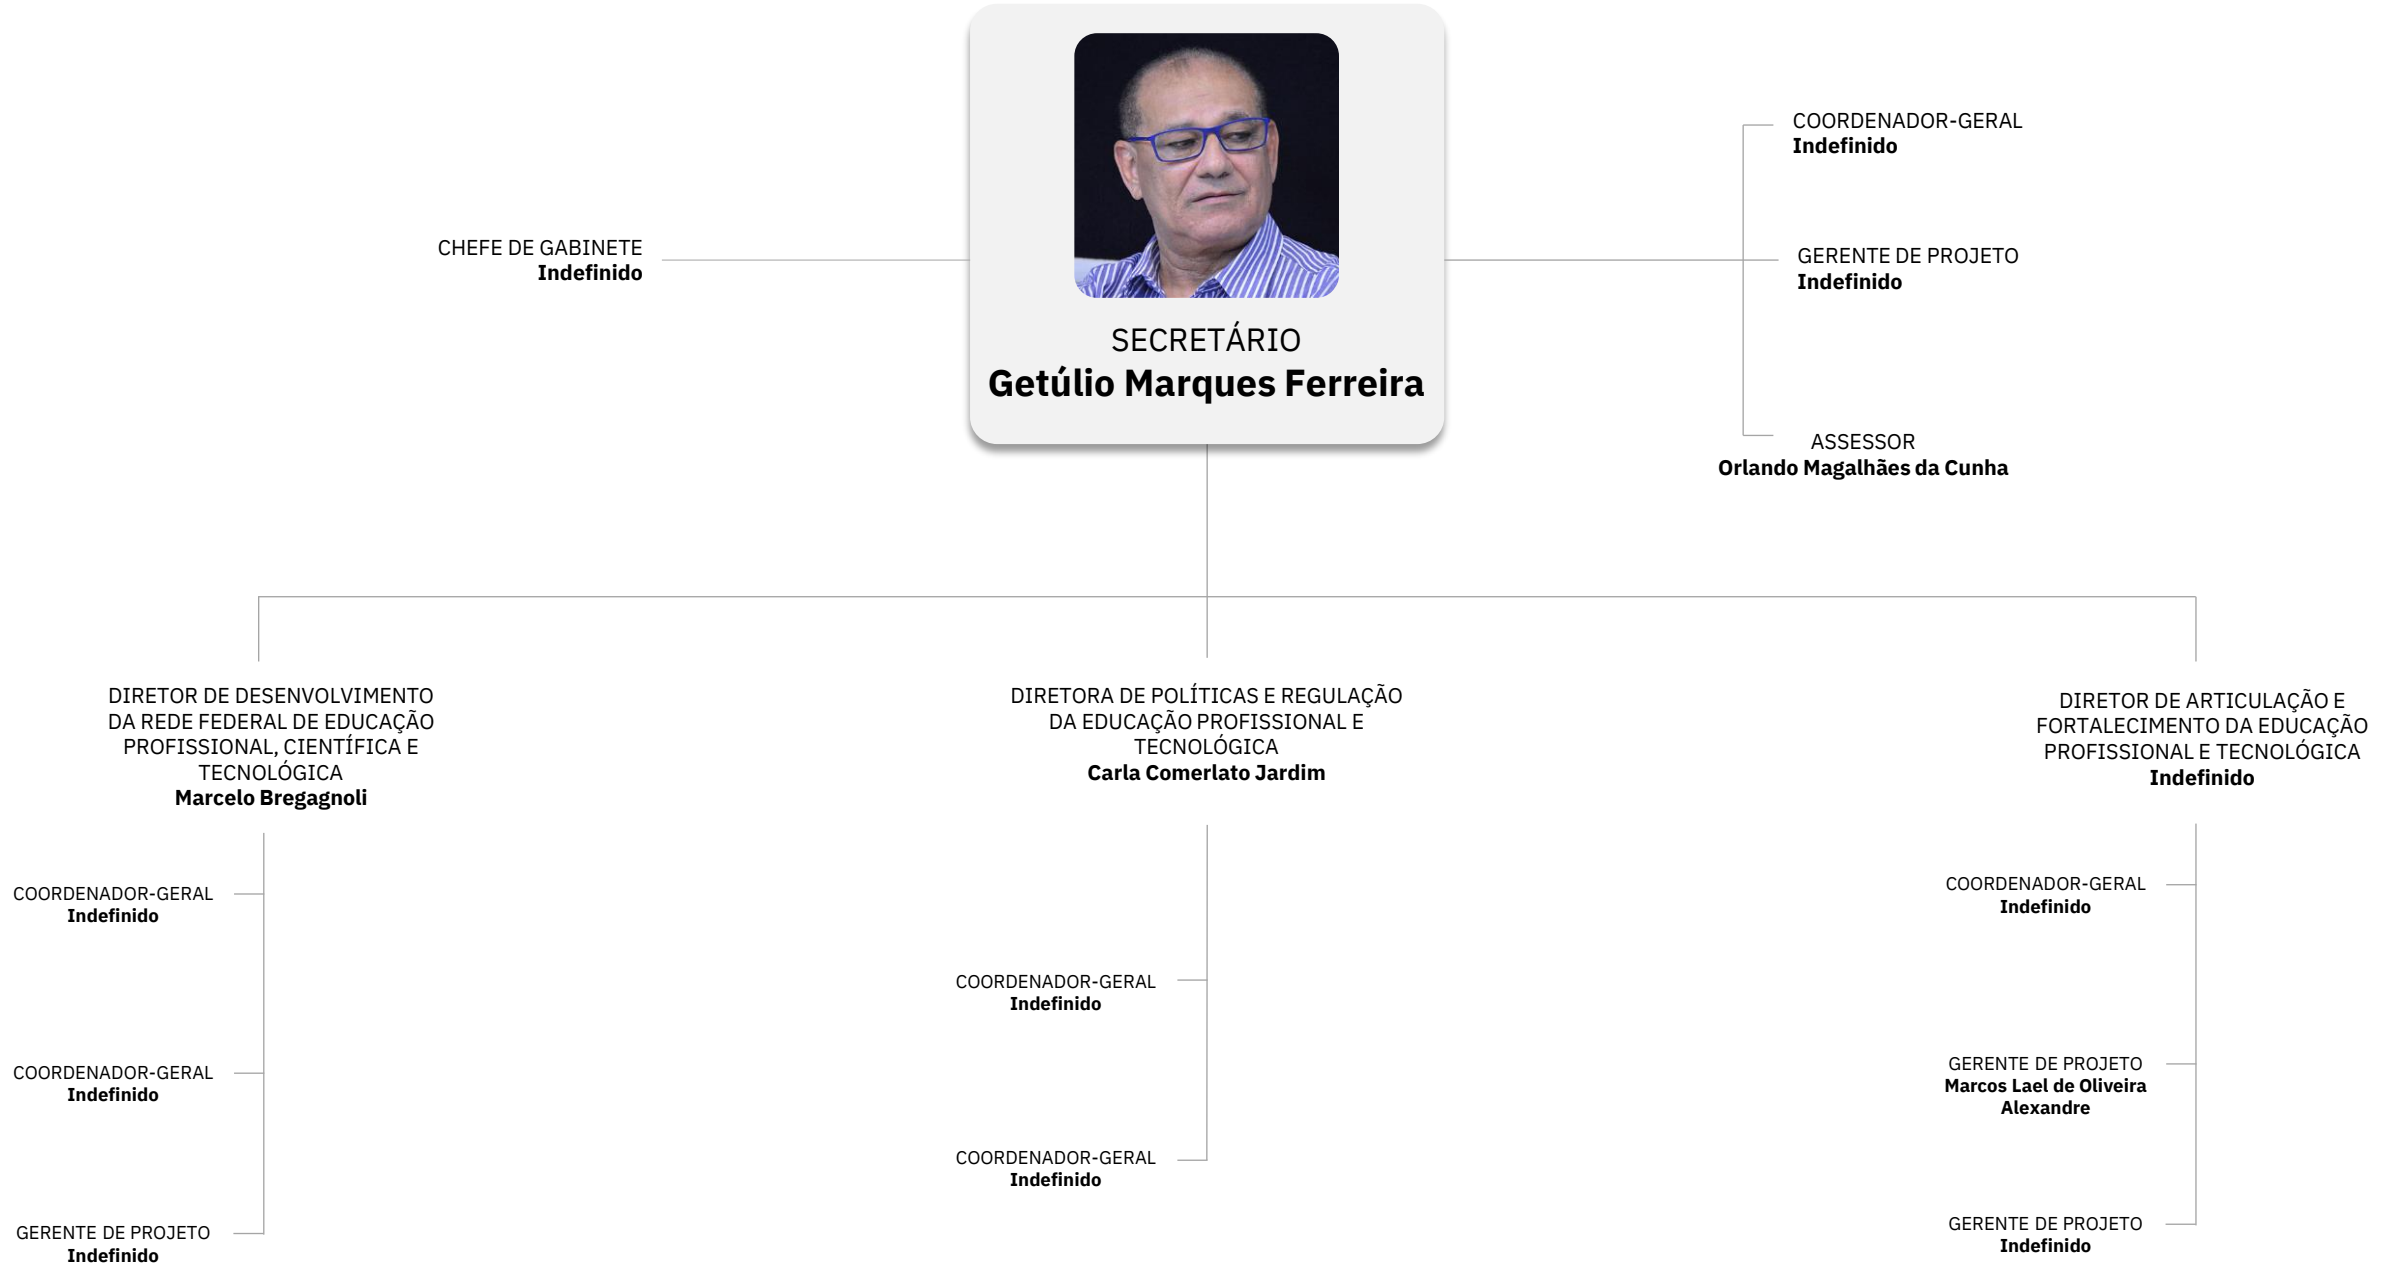 SECRETÁRIO
Getúlio Marques Ferreira
CHEFE DE GABINETE
Indefinido
COORDENADOR-GERAL
Indefinido
GERENTE DE PROJETO
Indefinido
ASSESSOR
Orlando Magalhães da Cunha
DIRETOR DE DESENVOLVIMENTO
DA REDE FEDERAL DE EDUCAÇÃO
PROFISSIONAL, CIENTÍFICA E
TECNOLÓGICA
Marcelo Bregagnoli
COORDENADOR-GERAL
Indefinido
COORDENADOR-GERAL
Indefinido
GERENTE DE PROJETO
Indefinido
DIRETORA DE POLÍTICAS E REGULAÇÃO
DA EDUCAÇÃO PROFISSIONAL E
TECNOLÓGICA
Carla Comerlato Jardim
COORDENADOR-GERAL
Indefinido
COORDENADOR-GERAL
Indefinido
DIRETOR DE ARTICULAÇÃO E
FORTALECIMENTO DA EDUCAÇÃO
PROFISSIONAL E TECNOLÓGICA
Indefinido
COORDENADOR-GERAL
Indefinido
GERENTE DE PROJETO
Marcos Lael de Oliveira
Alexandre
GERENTE DE PROJETO
Indefinido